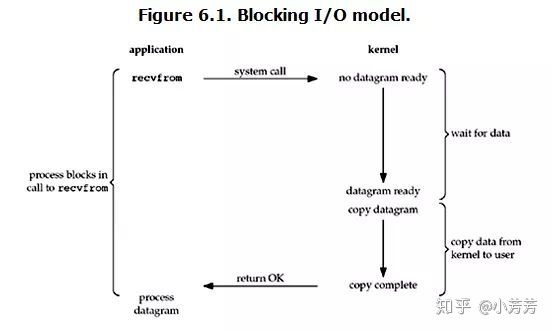 Figure 6.1. Blocking I/O model.
application
kernel
recvfrom
system call
no datagram ready
wait for data
process blocks in
call to recvfrom
datagram ready
copy datagram
copy data from
kernel to user
return OK
copy complete
process
datagram
知乎 @小芳芳